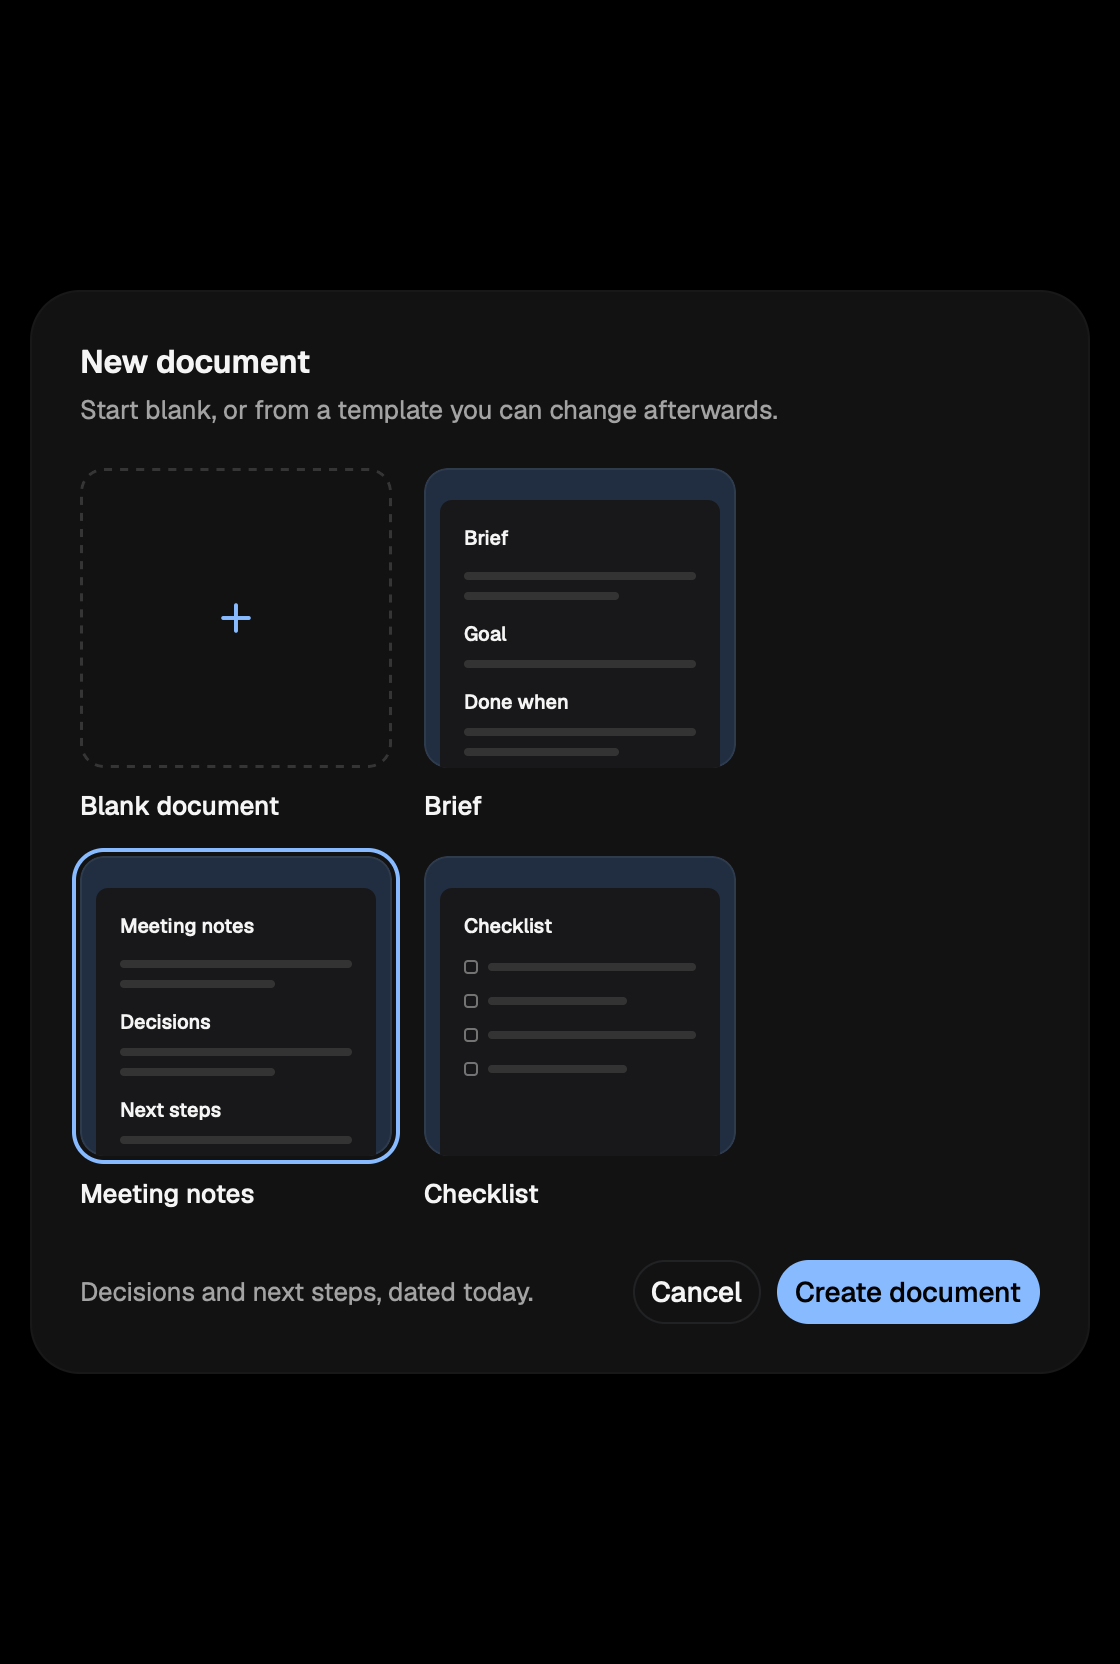 New document
Start blank, or from a template you can change afterwards.
Brief
Goal
Done when
Blank document
Brief
Meeting notes
Decisions
Next steps
Checklist
Meeting notes
Checklist
Decisions and next steps, dated today.
Cancel
Create document